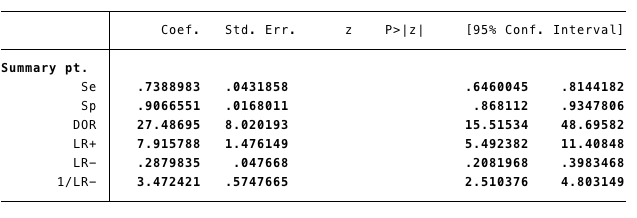 Coef. Std. Err. z P>|z| [95% Conf. Interval]
Summary pt.
Se .7388983 .0431858 .6460045 .8144182
Sp .9066551 .0168011 .868112 .9347806
DOR 27.48695 8.020193 15.51534 48.69582
LR+ 7.915788 1.476149 5.492382 11.40848
LR− .2879835 .047668 .2081968 .3983468
1/LR− 3.472421 .5747665 2.510376 4.803149